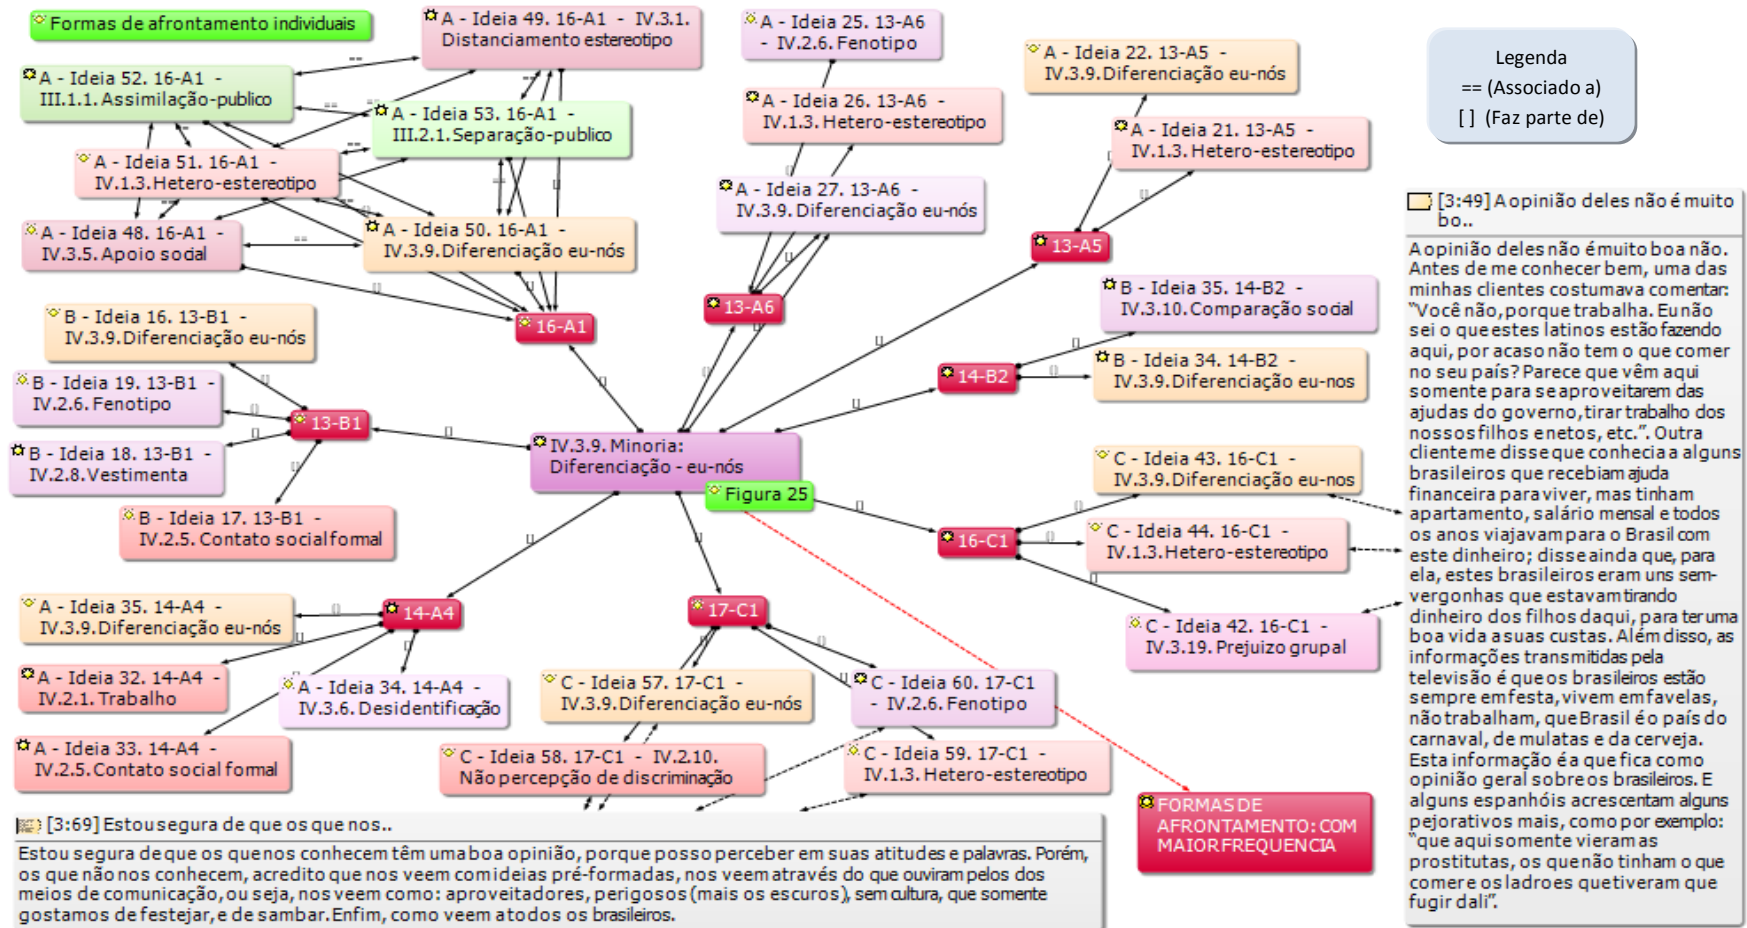 Formas de afrontamento individuais
A - Ideia 49. 16-A1 - IV.3.1.
Distanciamento estereotipo
A - Ideia 52. 16-A1 -
III.1.1. Assimilação-publico
A - Ideia 53. 16-A1 -
III.2.1. Separação-publico
A - Ideia 51. 16-A1 -
IV.1.3. Hetero-estereotipo
A - Ideia 48. 16-A1 -
IV.3.5. Apoio social
A - Ideia 50. 16-A1 -
IV.3.9. Diferenciação eu-nós
16-A1
A - Ideia 25. 13-A6
- IV.2.6. Fenotipo
A - Ideia 26. 13-A6 -
IV.1.3. Hetero-estereotipo
A - Ideia 27. 13-A6 -
IV.3.9. Diferenciação eu-nós
13-A6
A - Ideia 22. 13-A5 -
IV.3.9. Diferenciação eu-nós
A - Ideia 21. 13-A5 -
IV.1.3. Hetero-estereotipo
13-A5
Legenda
== (Associado a)
[ ] (Faz parte de)
B - Ideia 35. 14-B2 -
IV.3.10. Comparação social
B - Ideia 34. 14-B2 -
IV.3.9. Diferenciação eu-nos
14-B2
B - Ideia 16. 13-B1 -
IV.3.9. Diferenciação eu-nós
B - Ideia 19. 13-B1 -
IV.2.6. Fenotipo
B - Ideia 18. 13-B1 -
IV.2.8. Vestimenta
B - Ideia 17. 13-B1 -
IV.2.5. Contato social formal
13-B1
IV.3.9. Minoria:
Diferenciação - eu-nós
Figura 25
C - Ideia 43. 16-C1 -
IV.3.9. Diferenciação eu-nos
C - Ideia 44. 16-C1 -
IV.1.3. Hetero-estereotipo
C - Ideia 42. 16-C1 -
IV.3.19. Prejuizo grupal
16-C1
A - Ideia 35. 14-A4 -
IV.3.9. Diferenciação eu-nós
A - Ideia 32. 14-A4 -
IV.2.1. Trabalho
A - Ideia 34. 14-A4 -
IV.3.6. Desidentificação
A - Ideia 33. 14-A4 -
IV.2.5. Contato social formal
14-A4
17-C1
C - Ideia 57. 17-C1 -
IV.3.9. Diferenciação eu-nós
C - Ideia 60. 17-C1
- IV.2.6. Fenotipo
C - Ideia 58. 17-C1 - IV.2.10.
Não percepção de discriminação
C - Ideia 59. 17-C1 -
IV.1.3. Hetero-estereotipo
FORMAS DE
AFRONTAMENTO: COM
MAIOR FREQUENCIA
[3:69] Estou segura de que os que nos..
Estou segura de que os que nos conhecem têm uma boa opinião, porque posso perceber em suas atitudes e palavras. Porém,
os que não nos conhecem, acredito que nos veem com ideias pré-formadas, nos veem através do que ouviram pelos dos
meios de comunicação, ou seja, nos veem como: aproveitadores, perigosos (mais os escuros), sem cultura, que somente
gostamos de festejar, e de sambar. Enfim, como veem a todos os brasileiros.
[3:49] A opinião deles não é muito
bo..
A opinião deles não é muito boa não.
Antes de me conhecer bem, uma das
minhas clientes costumava comentar:
"Você não, porque trabalha. Eu não
sei o que estes latinos estão fazendo
aqui, por acaso não tem o que comer
no seu país? Parece que vêm aqui
somente para se aproveitarem das
ajudas do governo, tirar trabalho dos
nossos filhos e netos, etc.". Outra
cliente me disse que conhecia a alguns
brasileiros que recebiam ajuda
financeira para viver, mas tinham
apartamento, salário mensal e todos
os anos viajavam para o Brasil com
este dinheiro; disse ainda que, para
ela, estes brasileiros eram uns sem-
vergonhas que estavam tirando
dinheiro dos filhos daqui, para ter uma
boa vida a suas custas. Além disso, as
informações transmitidas pela
televisão é que os brasileiros estão
sempre em festa, vivem em favelas,
não trabalham, que Brasil é o país do
carnaval, de mulatas e da cerveja.
Esta informação é a que fica como
opinião geral sobre os brasileiros. E
alguns espanhóis acrescentam alguns
pejorativos mais, como por exemplo:
"que aqui somente vieram as
prostitutas, os que não tinham o que
comer e os ladroes que tiveram que
fugir dali".